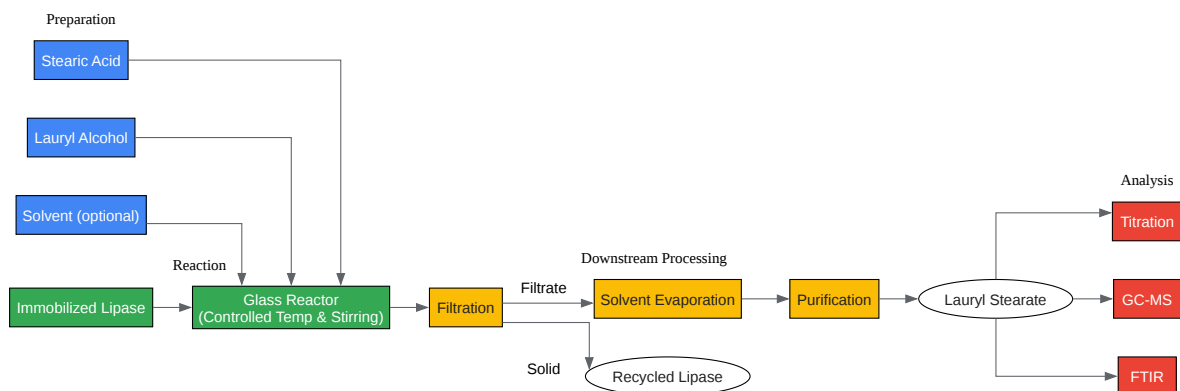 Preparation
Stearic Acid
Lauryl Alcohol
Solvent (optional)
Reaction
Immobilized Lipase
Glass Reactor
(Controlled Temp & Stirring)
Filtration
Filtrate
Solid
Downstream Processing
Solvent Evaporation
Purification
Recycled Lipase
Lauryl Stearate
Analysis
Titration
GC-MS
FTIR